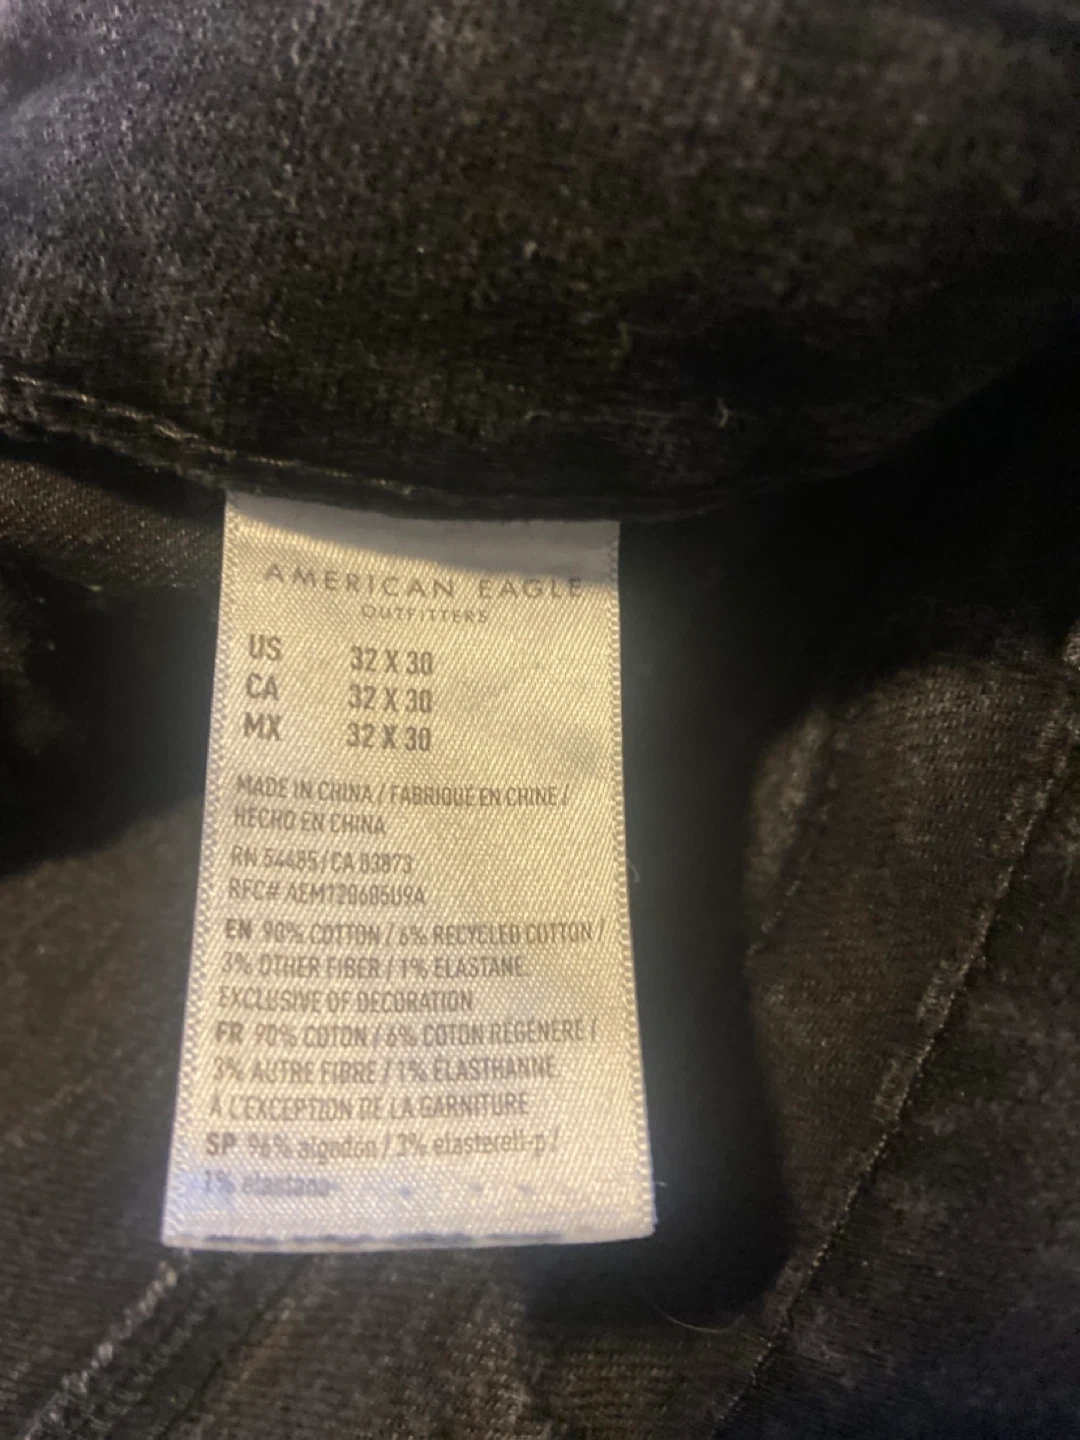 AMERICAN EAGLE
OUTFITTERS
US 32 X 30
CA 32 X 30
MX 32 X 30
MADE IN CHINA / FABRIQUÉ EN CHINE /
HECHO EN CHINA
RN 54485 / CA 03873
RFC# AEM120605U9A
EN 90% COTTON / 6% RECYCLED COTTON /
3% OTHER FIBER / 1% ELASTANE.
EXCLUSIVE OF DECORATION
FR 90% COTON / 6% COTON RÉGÉNÉRÉ /
3% AUTRE FIBRE / 1% ÉLASTHANNE.
À L'EXCEPTION DE LA GARNITURE
SP 96% algodón / 3% elasterell-p /
1% elastano